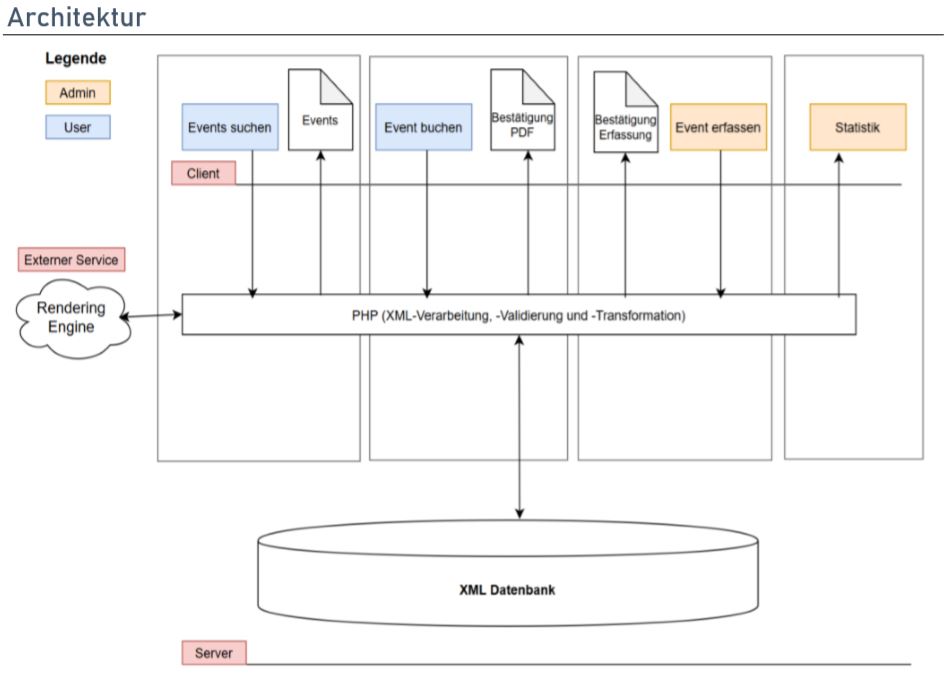 Architektur
Legende
Admin
User
Events suchen
Events
Event buchen
Bestätigung
PDF
Bestätigung
Erfassung
Event erfassen
Statistik
Client
Externer Service
Rendering
Engine
PHP (XML-Verarbeitung, -Validierung und -Transformation)
XML Datenbank
Server